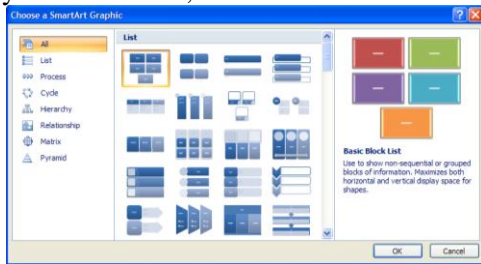 Choose a SmartArt Graphic
All
List
Process
Cycle
Hierarchy
Relationship
Matrix
Pyramid
List
Basic Block List
Use to show non-sequential or grouped
blocks of information. Maximizes both
horizontal and vertical display space for
shapes.
OK
Cancel